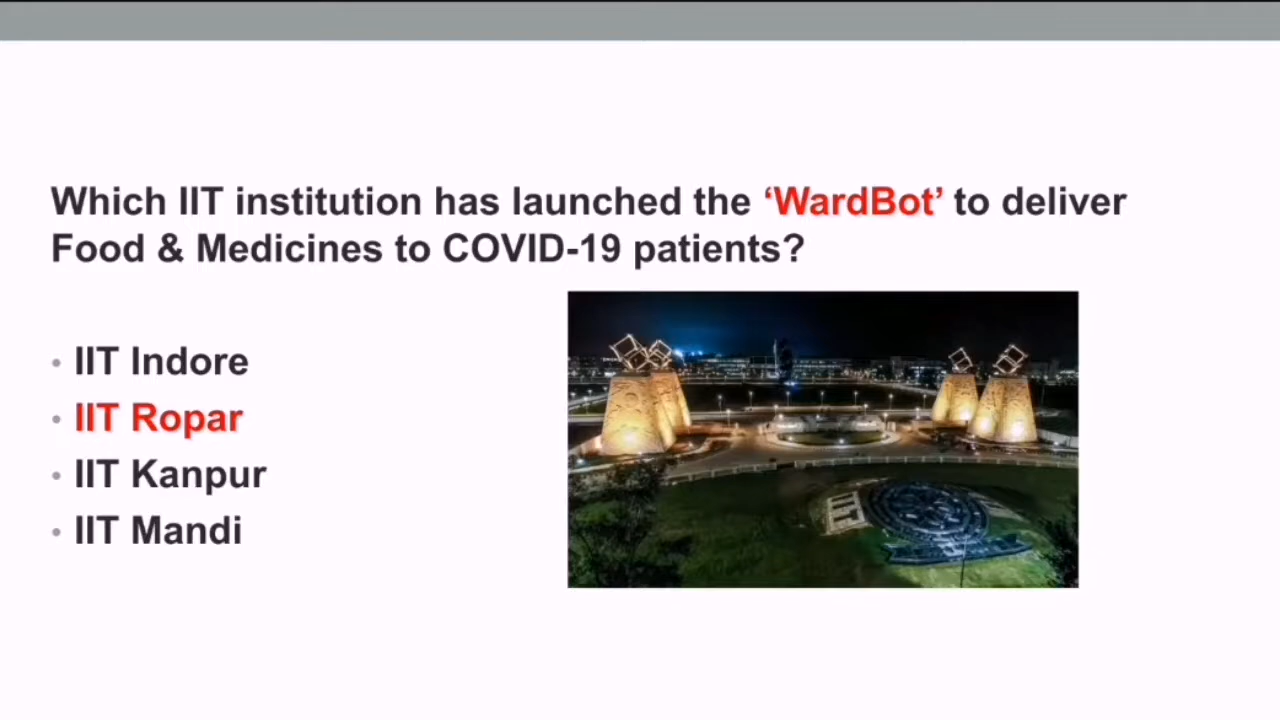 Which IIT institution has launched the ‘WardBot’ to deliver
Food & Medicines to COVID-19 patients?
• IIT Indore
• IIT Ropar
• IIT Kanpur
• IIT Mandi
IIT